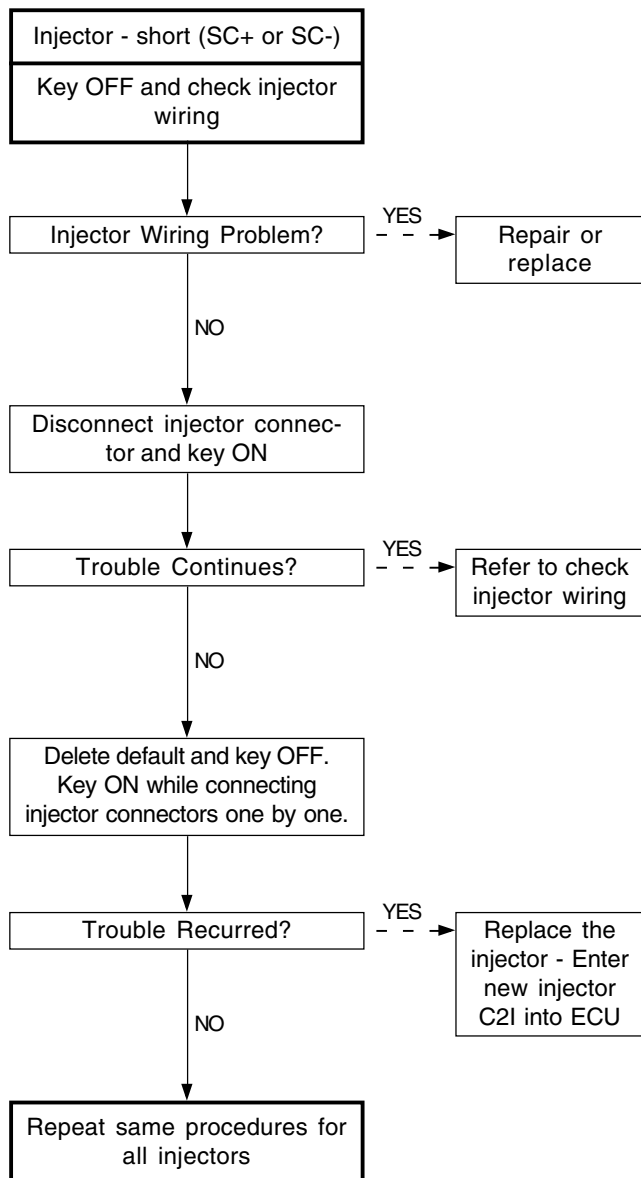 Injector - short (SC+ or SC-)
Key OFF and check injector
wiring
Injector Wiring Problem?
YES
Repair or
replace
NO
Disconnect injector connec-
tor and key ON
Trouble Continues?
YES
Refer to check
injector wiring
NO
Delete default and key OFF.
Key ON while connecting
injector connectors one by one.
Trouble Recurred?
YES
Replace the
injector - Enter
new injector
C2I into ECU
NO
Repeat same procedures for
all injectors